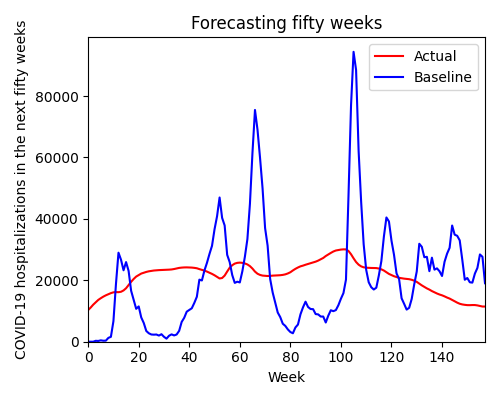 Forecasting fifty weeks
COVID-19 hospitalizations in the next fifty weeks
80000
60000
40000
20000
0
0 20 40 60 80 100 120 140
Week
Actual
Baseline